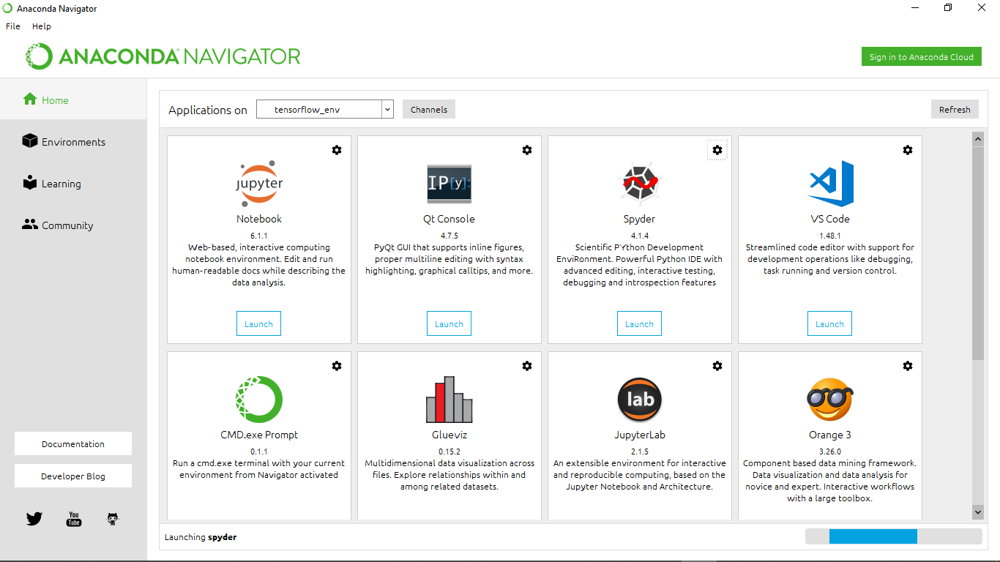 Anaconda Navigator
File Help
ANACONDA NAVIGATOR
Sign in to Anaconda Cloud
Home
Environments
Learning
Community
Documentation
Developer Blog
You
Tube
Applications on tensorflow_env Channels Refresh
jupyter
Notebook
6.1.1
Web-based, interactive computing
notebook environment. Edit and run
human-readable docs while describing the
data analysis.
Launch
IP[y]:
Qt Console
4.7.5
PyQt GUI that supports inline figures,
proper multiline editing with syntax
highlighting, graphical calltips, and more.
Launch
Spyder
4.1.4
Scientific PYthon Development
EnviRonment. Powerful Python IDE with
advanced editing, interactive testing,
debugging and introspection features
Launch
VS Code
1.48.1
Streamlined code editor with support for
development operations like debugging,
task running and version control.
Launch
CMD.exe Prompt
0.1.1
Run a cmd.exe terminal with your current
environment from Navigator activated
Glueviz
0.15.2
Multidimensional data visualization across
files. Explore relationships within and
among related datasets.
lab
JupyterLab
2.1.5
An extensible environment for interactive
and reproducible computing, based on the
Jupyter Notebook and Architecture.
Orange 3
3.26.0
Component based data mining framework.
Data visualization and data analysis for
novice and expert. Interactive workflows
with a large toolbox.
Launching spyder